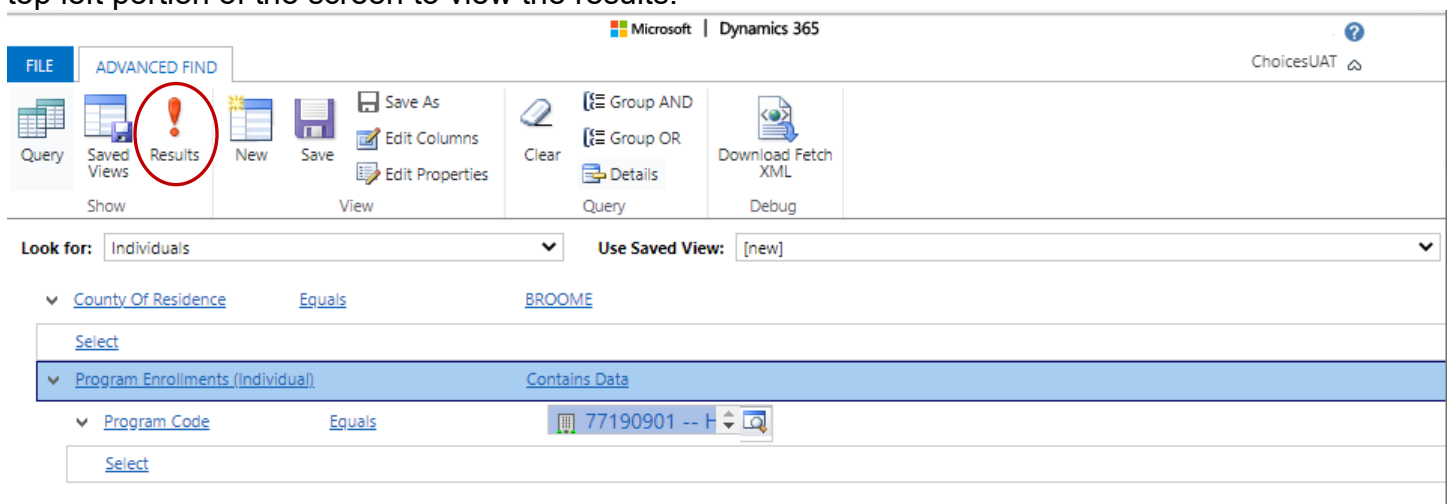 top left portion of the screen to view the results.
Microsoft | Dynamics 365
FILE ADVANCED FIND ChoicesUAT
Save As Group AND
Edit Columns Group OR
Query Saved Views Results New Save Clear Download Fetch XML
Edit Properties Details
Show View Query Debug
Look for: Individuals Use Saved View: [new]
County Of Residence Equals BROOME
Select
Program Enrollments (Individual) Contains Data
Program Code Equals 77190901 -- H
Select